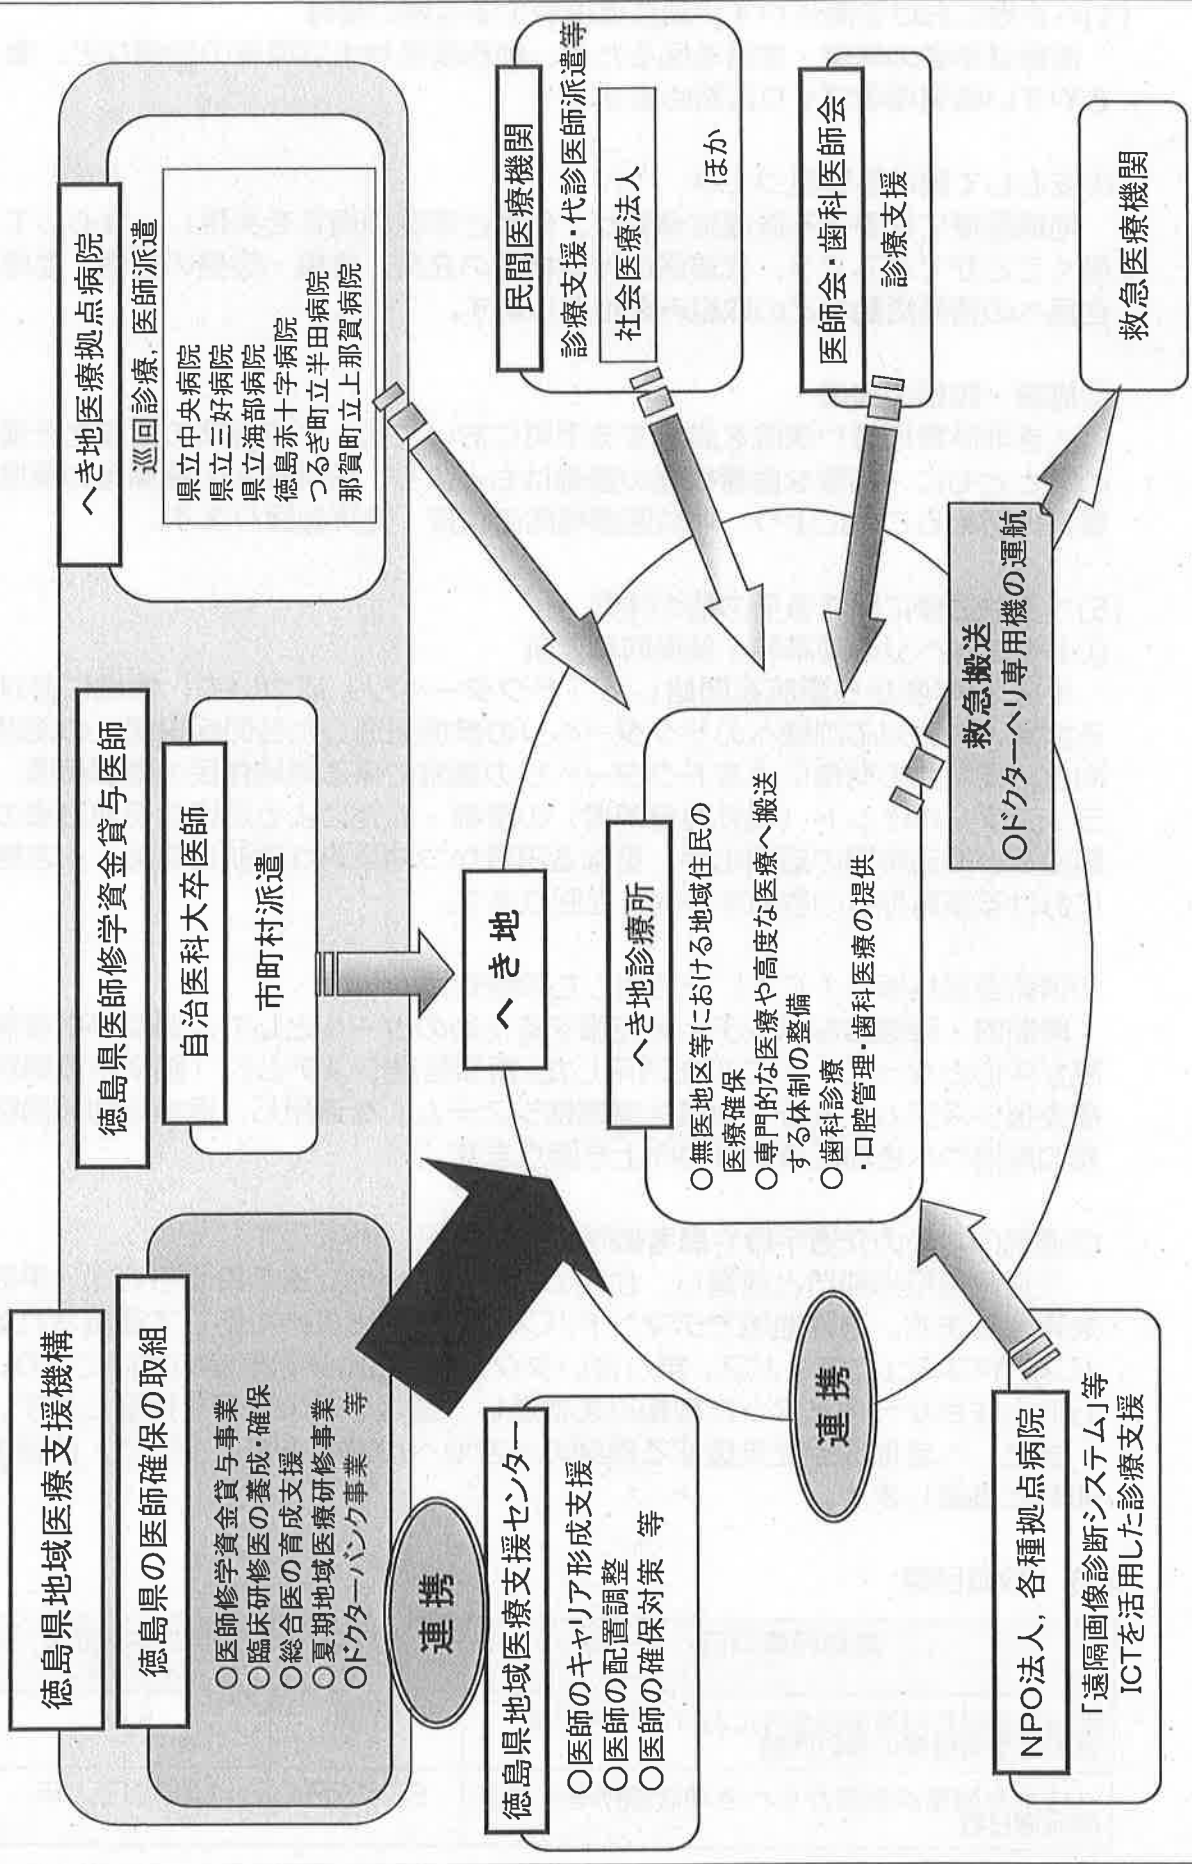 徳島県地域医療支援機構
徳島県の医師確保の取組
○医師修学資金貸与事業
○臨床研修医の養成・確保
○総合医の育成支援
○夏期地域医療研修事業
○ドクターバンク事業 等
徳島県医師修学資金貸与医師
自治医科大卒医師
市町村派遣
へき地医療拠点病院
巡回診療，医師派遣
県立中央病院
県立三好病院
県立海部病院
徳島赤十字病院
つるぎ町立半田病院
那賀町立上那賀病院
連携
徳島県地域医療支援センター
○医師のキャリア形成支援
○医師の配置調整
○医師の確保対策 等
へき地
へき地診療所
○無医地区等における地域住民の
医療確保
○専門的な医療や高度な医療へ搬送
する体制の整備
○歯科診療
・口腔管理・歯科医療の提供
民間医療機関
診療支援・代診医師派遣等
社会医療法人
ほか
医師会・歯科医師会
診療支援
連携
救急搬送
○ドクターヘリ専用機の運航
救急医療機関
NPO法人，各種拠点病院
「遠隔画像診断システム」等
ICTを活用した診療支援